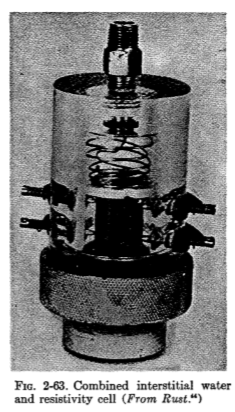 Fig. 2-63. Combined interstitial water
and resistivity cell (From Rust.⁴⁴)